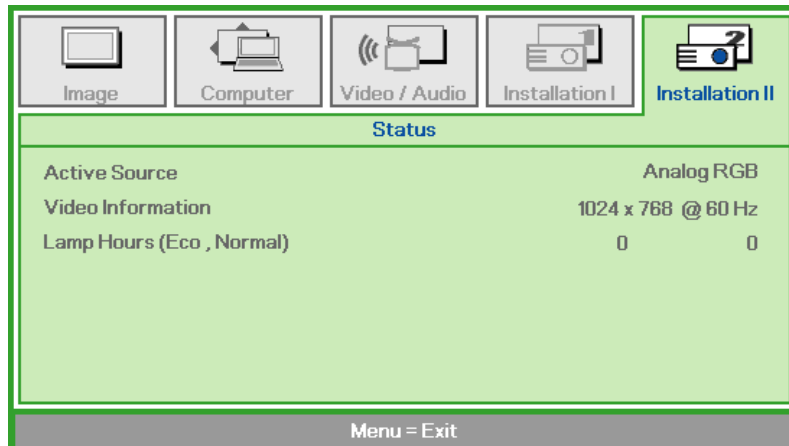 Image Computer Video / Audio Installation I Installation II
Status
Active Source Analog RGB
Video Information 1024 x 768 @ 60 Hz
Lamp Hours (Eco , Normal) 0 0
Menu = Exit